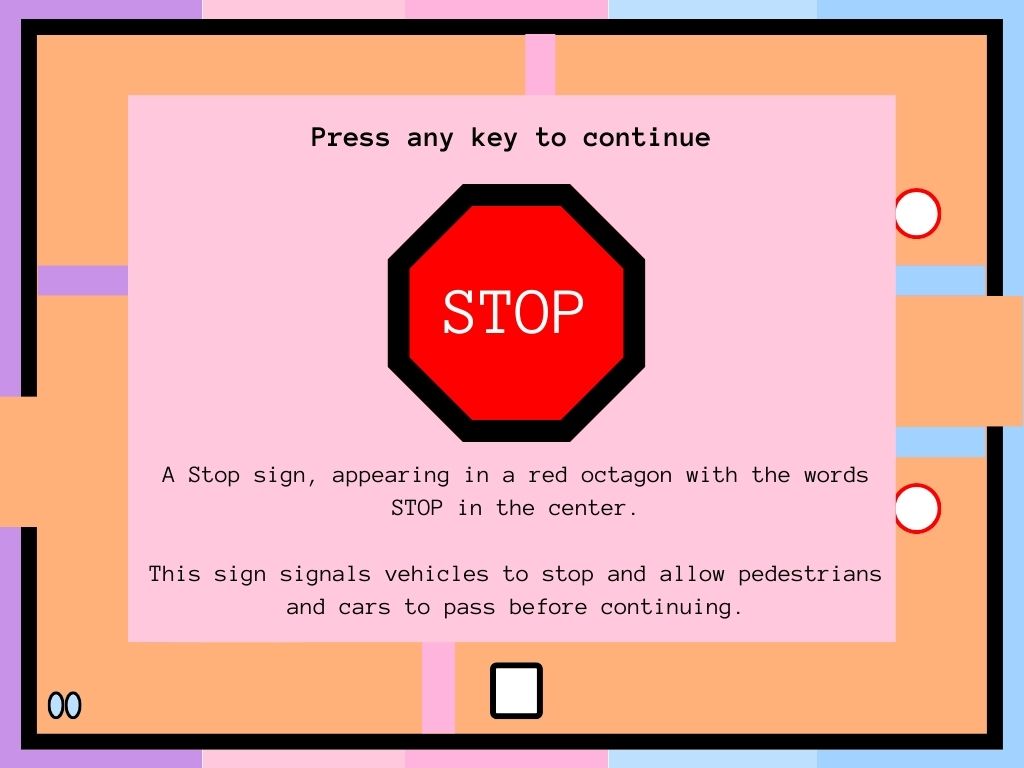 Press any key to continue
STOP
A Stop sign, appearing in a red octagon with the words
STOP in the center.
This sign signals vehicles to stop and allow pedestrians
and cars to pass before continuing.